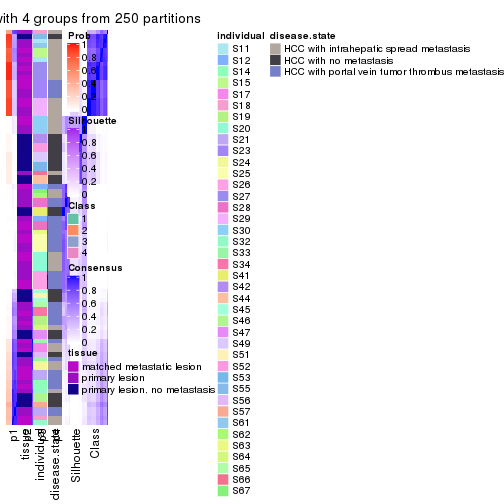 with 4 groups from 250 partitions
Prob
1
0.8
0.6
0.4
0.2
0
Silhouette
1
0.8
0.6
0.4
0.2
0
Class
1
2
3
4
Consensus
1
0.8
0.6
0.4
0.2
0
tissue
matched metastatic lesion
primary lesion
primary lesion. no metastasis
individual
S11
S12
S14
S15
S17
S18
S19
S20
S21
S23
S24
S25
S26
S27
S28
S29
S30
S32
S33
S34
S41
S42
S44
S45
S46
S47
S49
S51
S52
S53
S55
S56
S57
S61
S62
S63
S64
S65
S66
S67
disease.state
HCC with intrahepatic spread metastasis
HCC with no metastasis
HCC with portal vein tumor thrombus metastasis
p1
tissue
individual
disease.state
Silhouette
Class